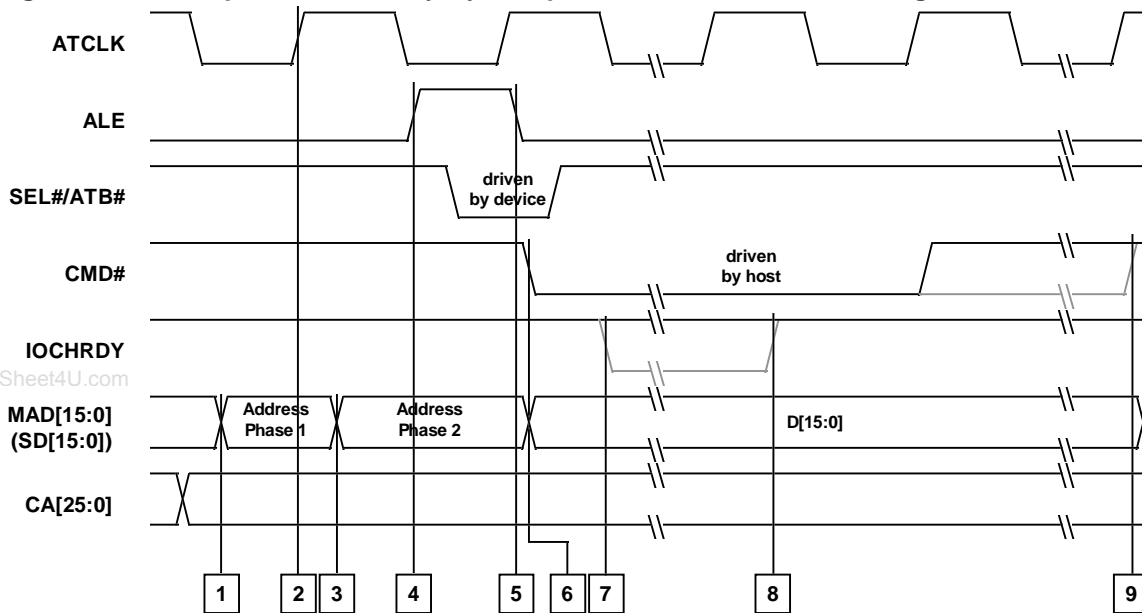 ATCLK
ALE
SEL#/ATB#
driven
by device
CMD#
driven
by host
IOCHRDY
Sheet4U.com
MAD[15:0]
(SD[15:0])
Address
Phase 1
Address
Phase 2
D[15:0]
CA[25:0]
1 2 3 4 5 6 7 8 9